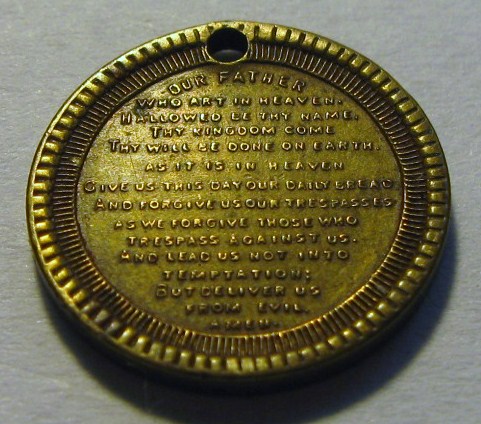 OUR FATHER
WHO ART IN HEAVEN.
HALLOWED BE THY NAME.
THY KINGDOM COME
THY WILL BE DONE ON EARTH.
AS IT IS IN HEAVEN
GIVE US THIS DAY OUR DAILY BREAD
AND FORGIVE US OUR TRESPASSES
AS WE FORGIVE THOSE WHO
TRESPASS AGAINST US.
AND LEAD US NOT INTO
TEMPTATION;
BUT DELIVER US
FROM EVIL.
AMEN.